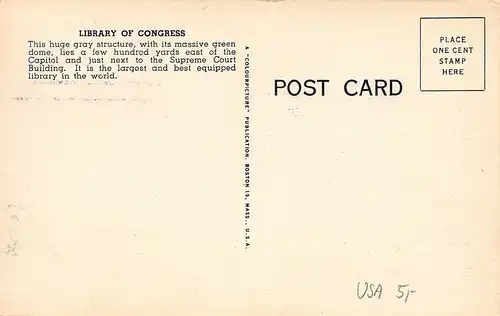 LIBRARY OF CONGRESS
This huge gray structure, with its massive green
dome, lies a few hundred yards east of the
Capitol and just next to the Supreme Court
Building. It is the largest and best equipped
library in the world.
A "COLOURPICTURE" PUBLICATION, BOSTON 15, MASS., U.S.A.
POST CARD
PLACE
ONE CENT
STAMP
HERE
USA 5,-